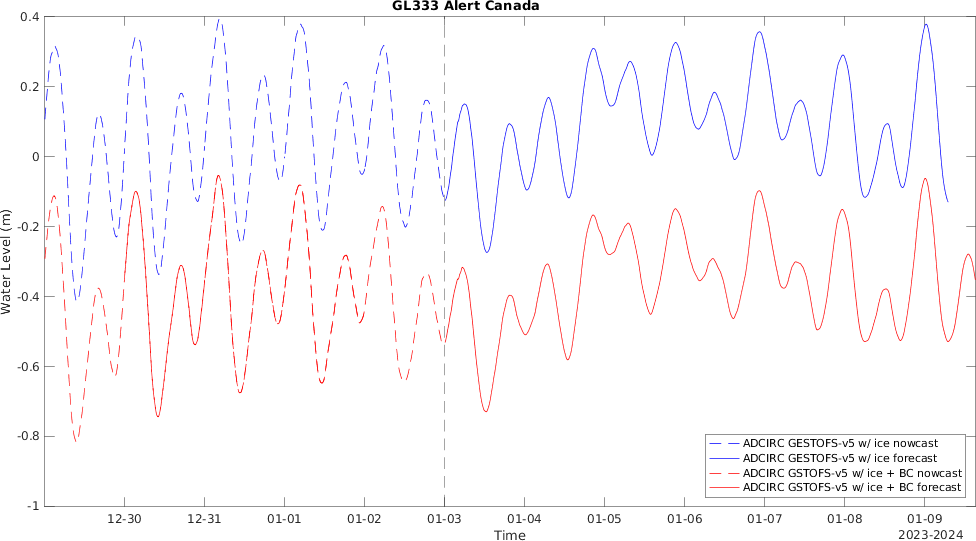 GL333 Alert Canada
0.4
0.2
0
-0.2
-0.4
-0.6
-0.8
-1
Water Level (m)
ADCIRC GESTOFS-v5 w/ ice nowcast
ADCIRC GESTOFS-v5 w/ ice forecast
ADCIRC GSTOFS-v5 w/ ice + BC nowcast
ADCIRC GSTOFS-v5 w/ ice + BC forecast
12-30 12-31 01-01 01-02 01-03 01-04 01-05 01-06 01-07 01-08 01-09
Time
2023-2024